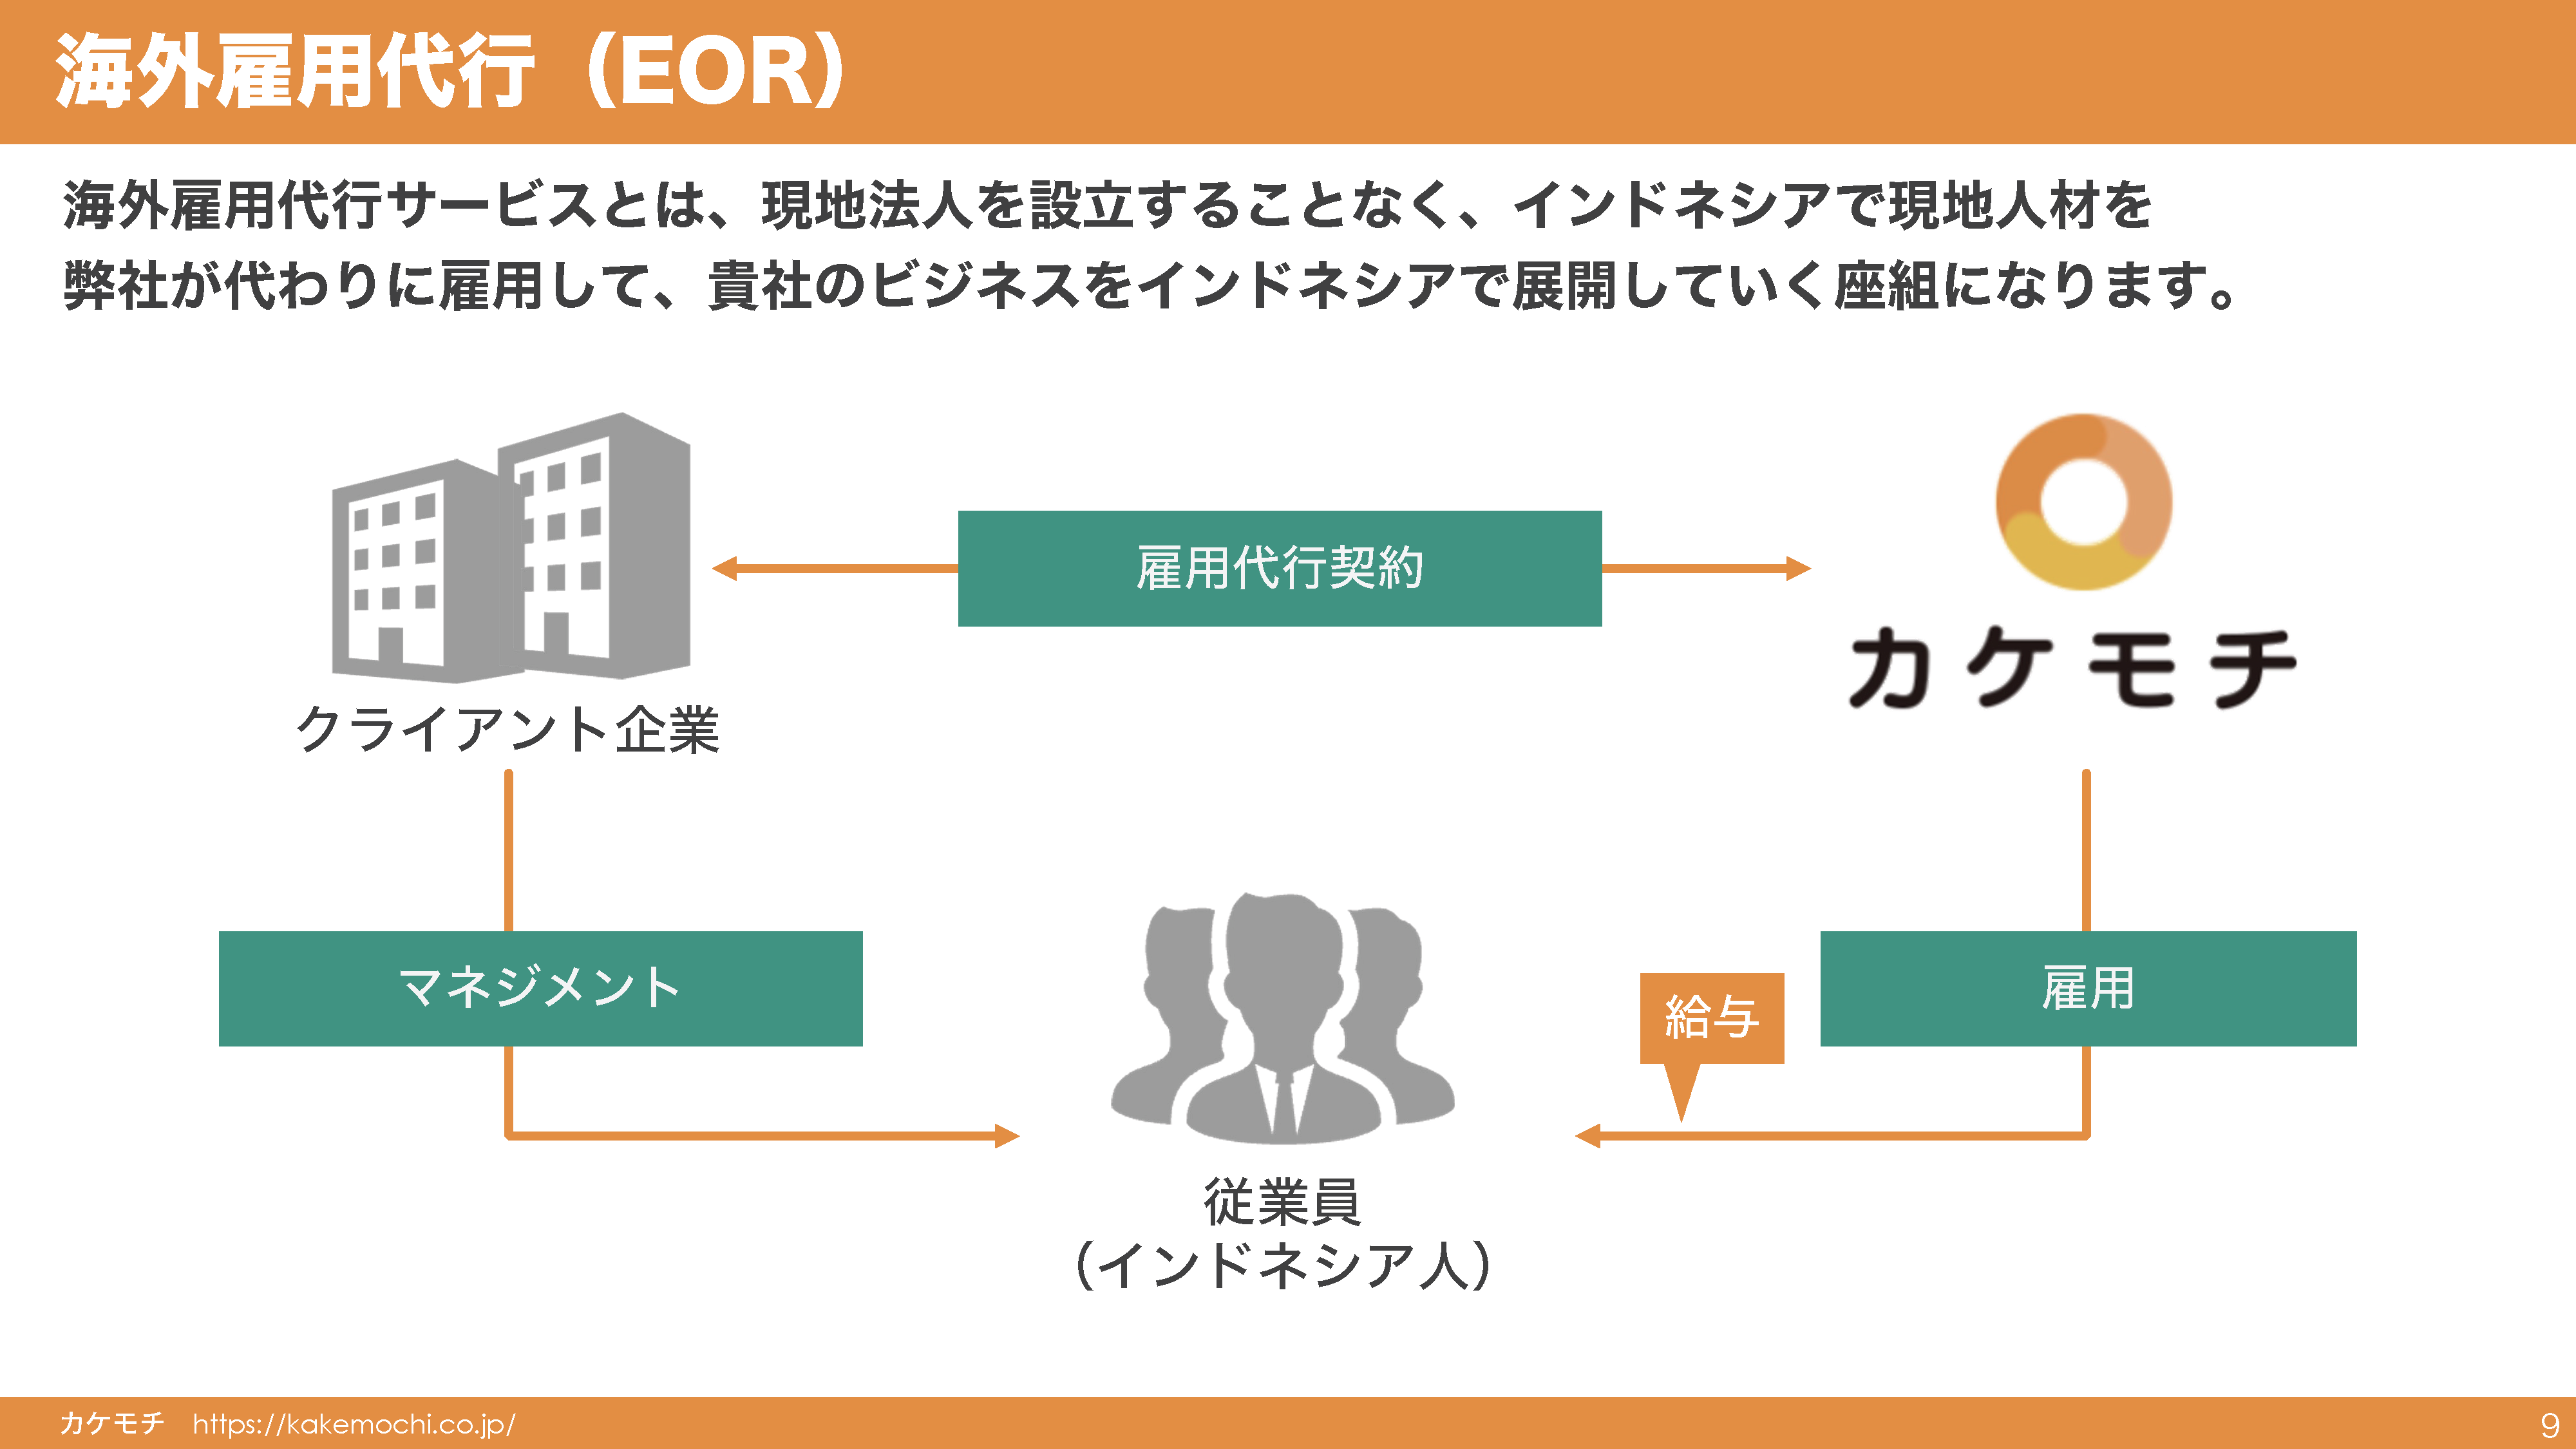 海外雇用代行（EOR）
海外雇用代行サービスとは、現地法人を設立することなく、インドネシアで現地人材を
弊社が代わりに雇用して、貴社のビジネスをインドネシアで展開していく座組になります。
雇用代行契約
カケモチ
クライアント企業
マネジメント
給与
雇用
従業員
（インドネシア人）
カケモチ　https://kakemochi.co.jp/
9